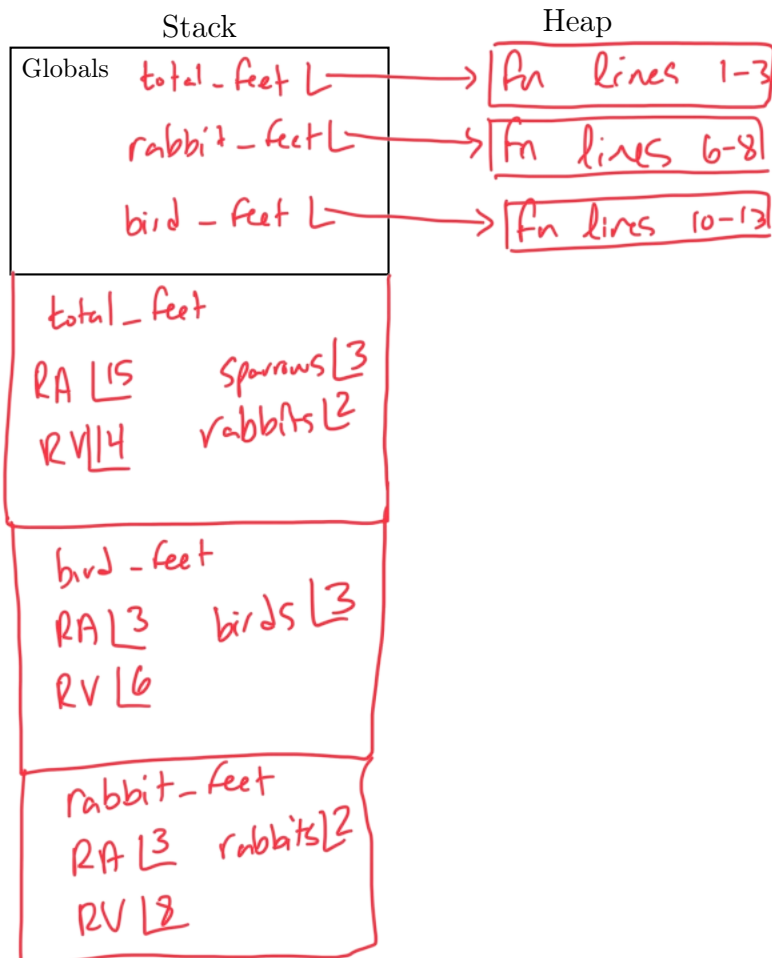 Stack Heap
Globals total_feet fn lines 1-3
rabbit_feet fn lines 6-8
bird_feet fn lines 10-13
total_feet
RA 15 sparrows 3
RV 14 rabbits 2
bird_feet
RA 3 birds 3
RV 6
rabbit_feet
RA 3 rabbits 2
RV 8